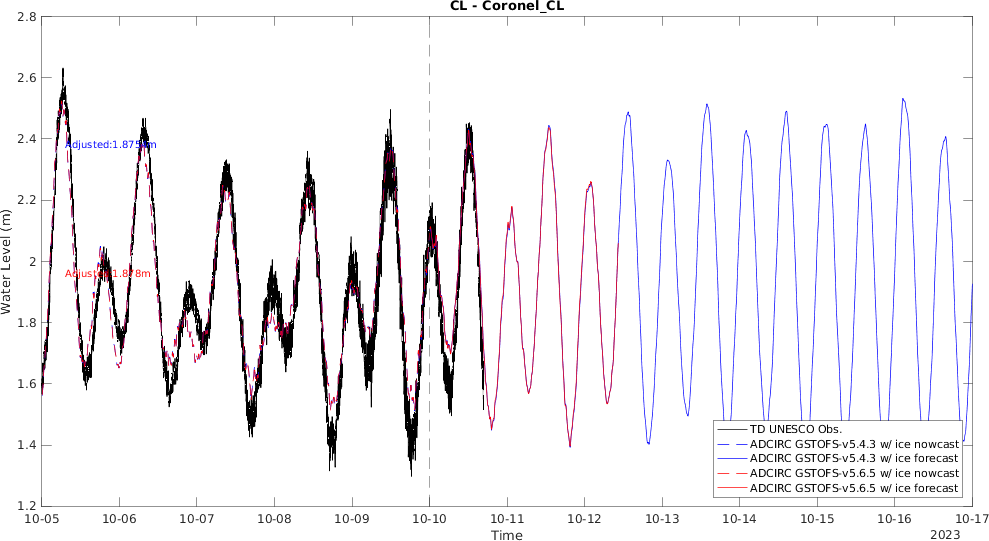 CL - Coronel_CL
2.8
2.6
2.4
2.2
2
1.8
1.6
1.4
1.2
Water Level (m)
Adjusted:1.875m
Adjusted:1.878m
TD UNESCO Obs.
ADCIRC GSTOFS-v5.4.3 w/ ice nowcast
ADCIRC GSTOFS-v5.4.3 w/ ice forecast
ADCIRC GSTOFS-v5.6.5 w/ ice nowcast
ADCIRC GSTOFS-v5.6.5 w/ ice forecast
10-05 10-06 10-07 10-08 10-09 10-10 10-11 10-12 10-13 10-14 10-15 10-16 10-17
Time
2023